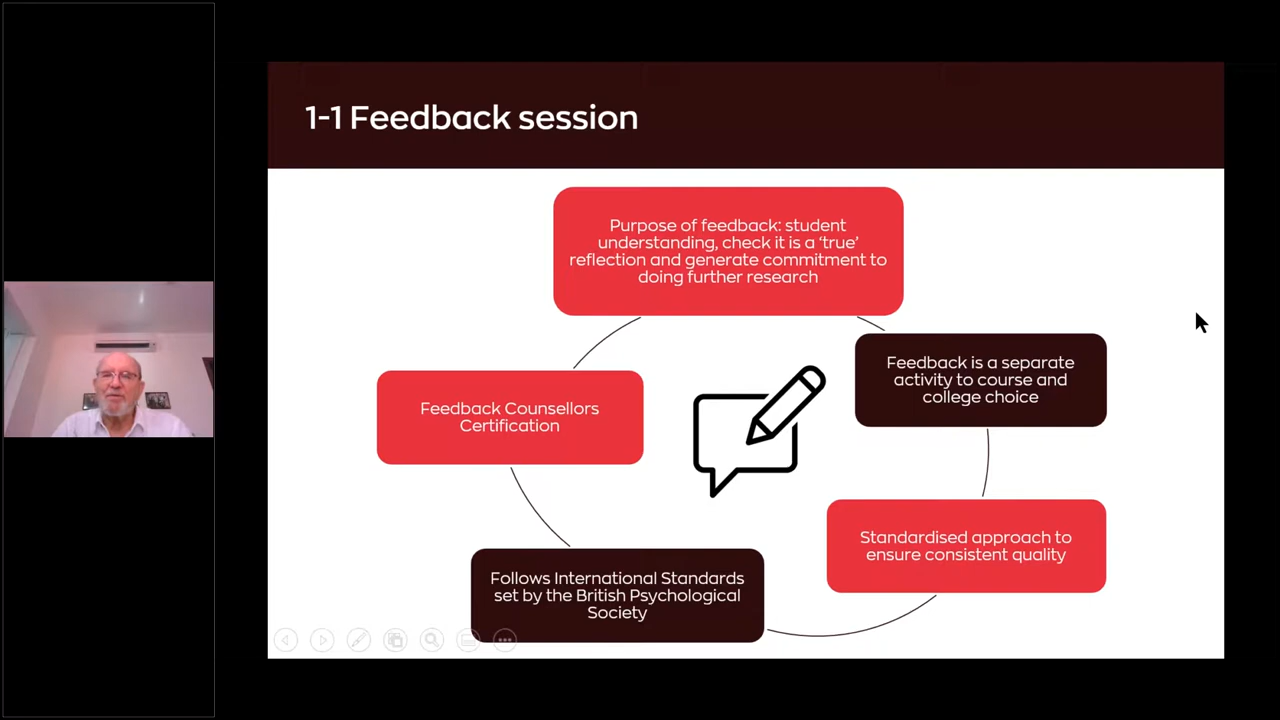 1-1 Feedback session
Purpose of feedback: student
understanding, check it is a ‘true’
reflection and generate commitment to
doing further research
Feedback is a separate
activity to course and
college choice
Standardised approach to
ensure consistent quality
Follows International Standards
set by the British Psychological
Society
Feedback Counsellors
Certification